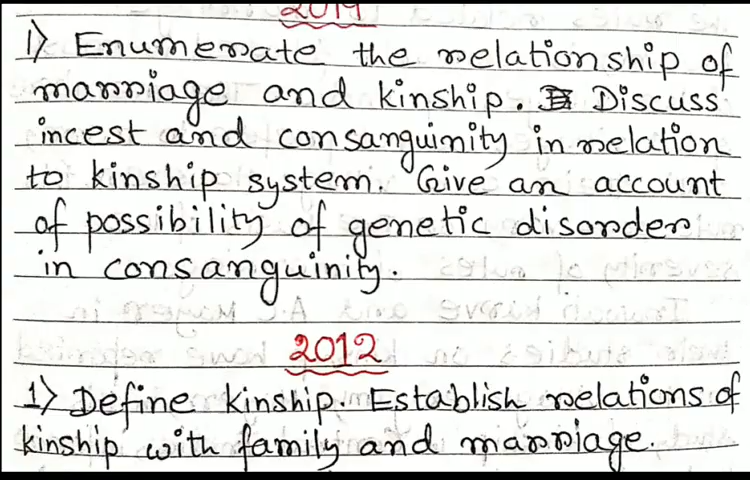 2019
1) Enumerate the relationship of
marriage and kinship. Discuss
incest and consanguinity in relation
to kinship system. Give an account
of possibility of genetic disorder
in consanguinity.
2012
1) Define kinship. Establish relations of
kinship with family and marriage.